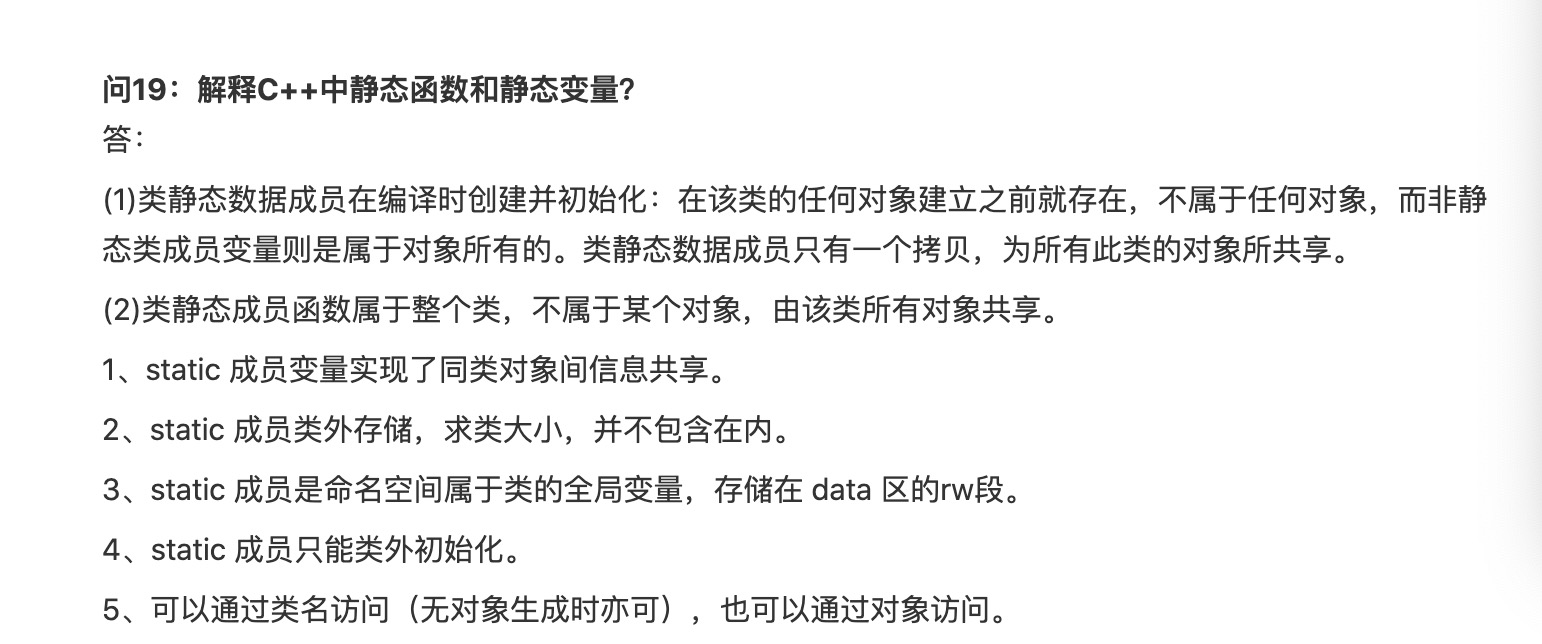 问19：解释C++中静态函数和静态变量？
答：
(1)类静态数据成员在编译时创建并初始化：在该类的任何对象建立之前就存在，不属于任何对象，而非静
态类成员变量则是属于对象所有的。类静态数据成员只有一个拷贝，为所有此类的对象所共享。
(2)类静态成员函数属于整个类，不属于某个对象，由该类所有对象共享。
1、static 成员变量实现了同类对象间信息共享。
2、static 成员类外存储，求类大小，并不包含在内。
3、static 成员是命名空间属于类的全局变量，存储在 data 区的rw段。
4、static 成员只能类外初始化。
5、可以通过类名访问（无对象生成时亦可），也可以通过对象访问。